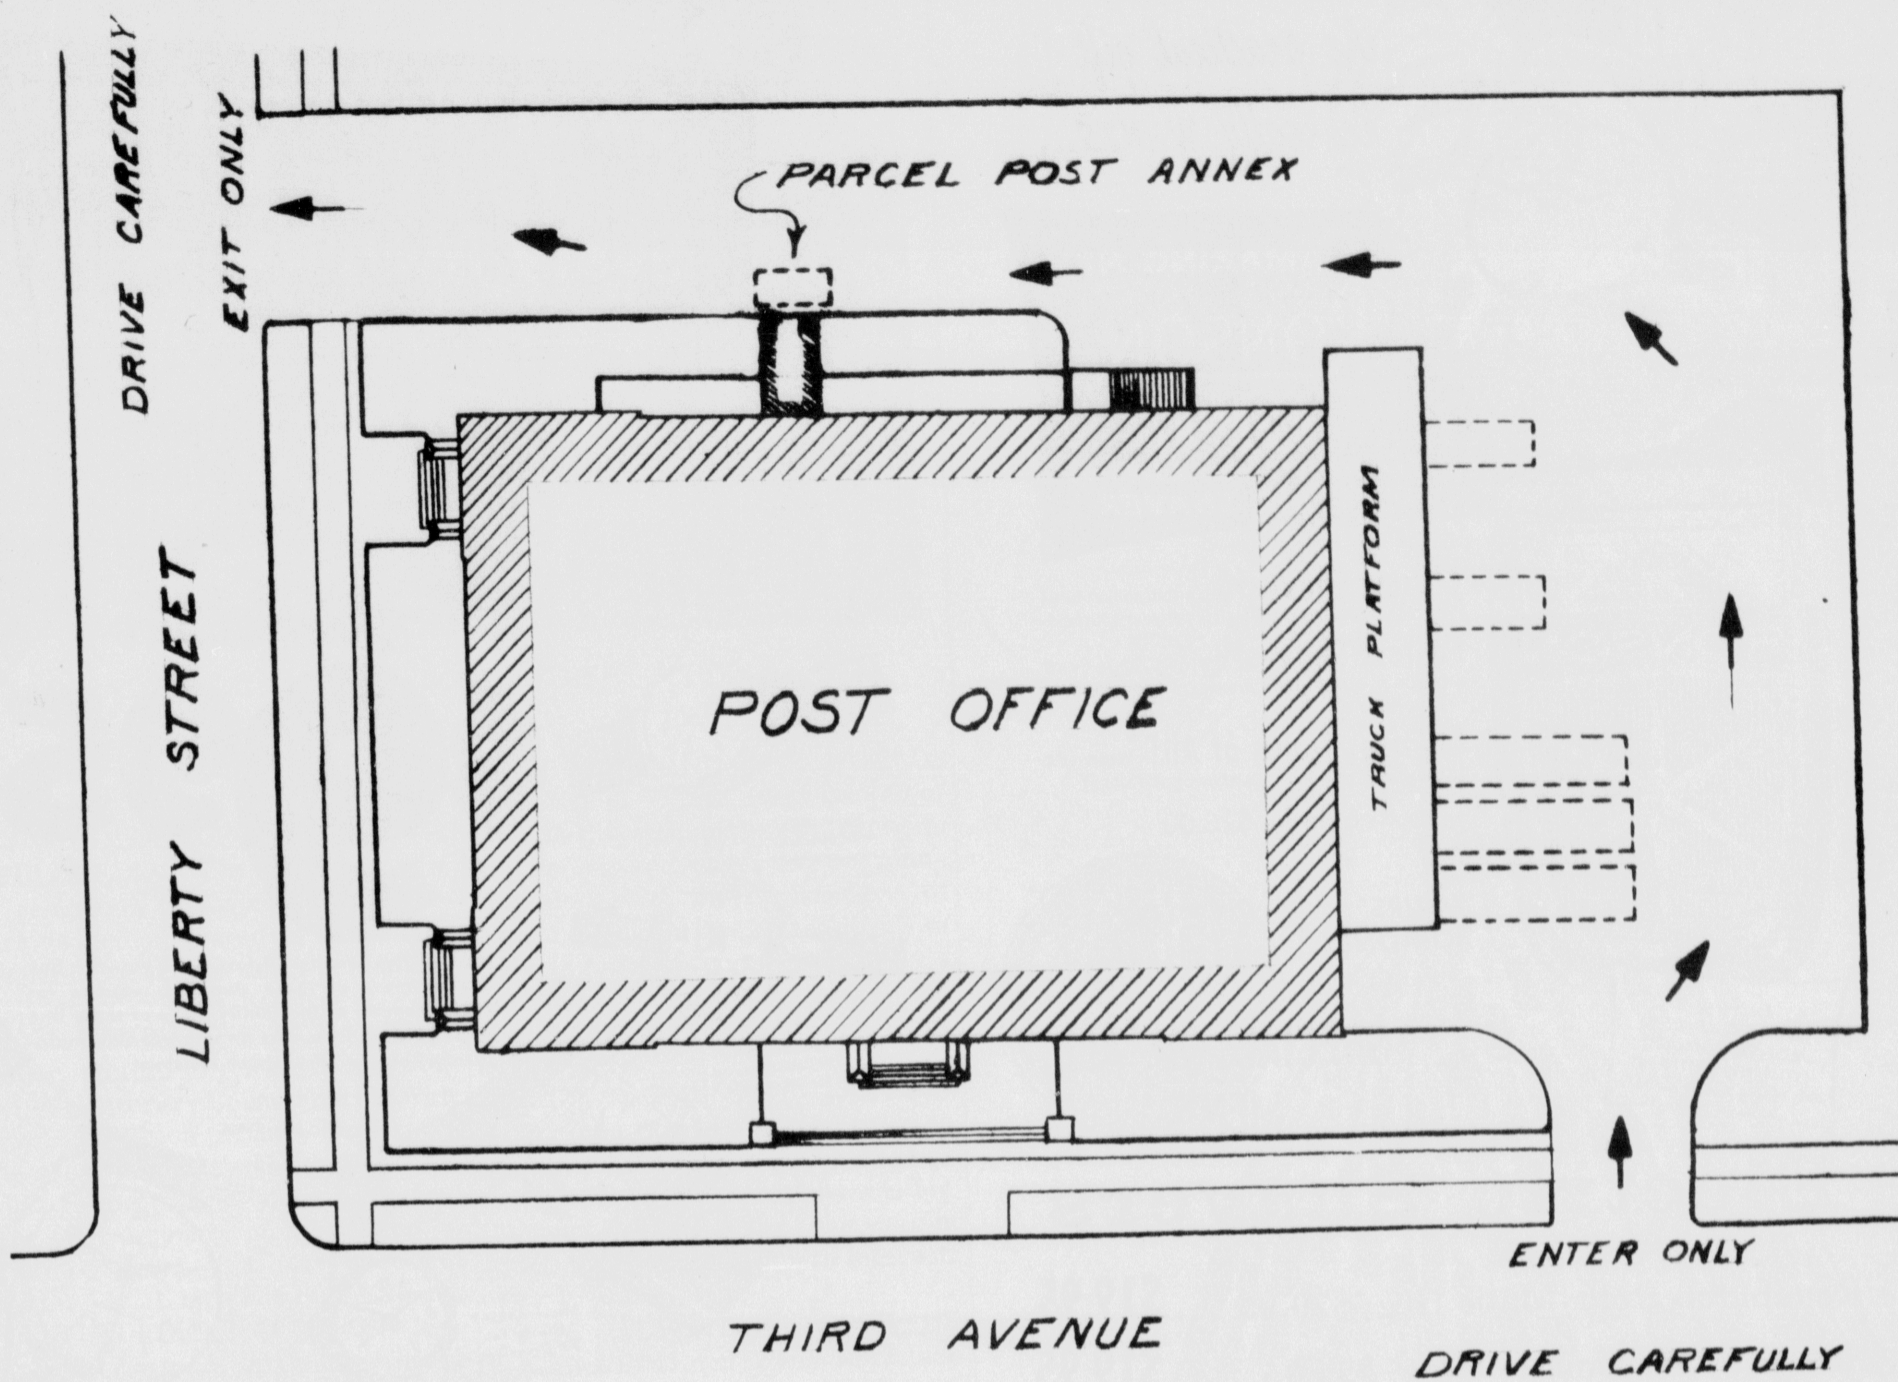 DRIVE CAREFULLY
EXIT ONLY
PARCEL POST ANNEX
LIBERTY STREET
POST OFFICE
TRUCK PLATFORM
ENTER ONLY
THIRD AVENUE
DRIVE CAREFULLY